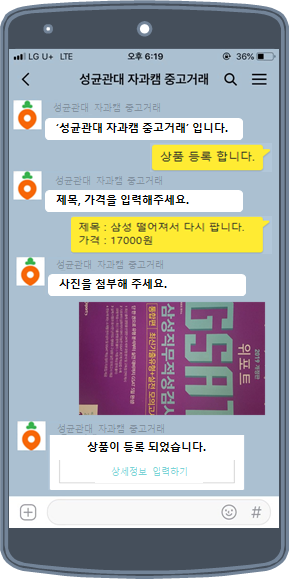 LG U+ LTE 오후 6:19 36%
성균관대 자과캠 중고거래
성균관대 자과캠 중고거래
'성균관대 자과캠 중고거래' 입니다.
상품 등록 합니다.
성균관대 자과캠 중고거래
제목, 가격을 입력해주세요.
제목 : 삼성 떨어져서 다시 팝니다.
가격 : 17000원
성균관대 자과캠 중고거래
사진을 첨부해 주세요.
2019 개정판
위포트
GSAT
삼성직무적성검사
성균관대 자과캠 중고거래
상품이 등록 되었습니다.
상세정보 입력하기
#